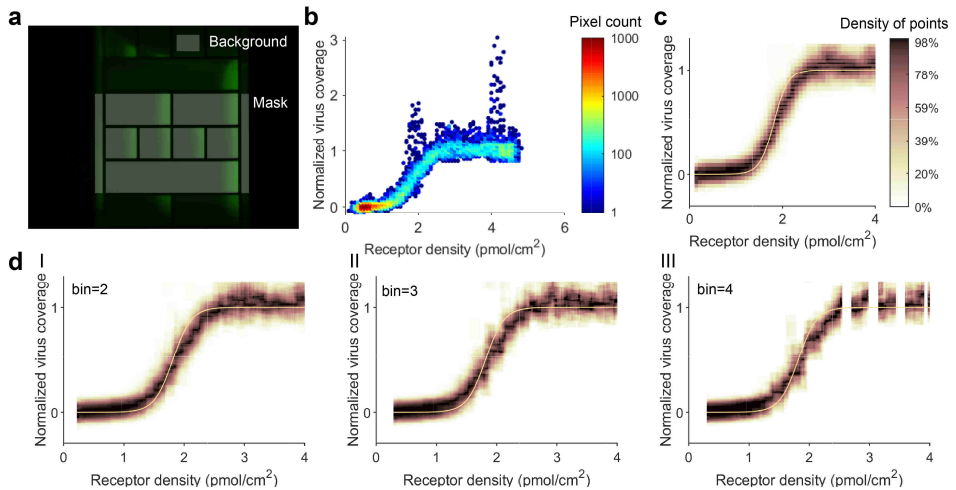 a
Background
Mask
b
Pixel count
Normalized virus coverage
3
2
1
0
0
2
4
6
Receptor density (pmol/cm²)
1000
1000
100
1
c
Density of points
Normalized virus coverage
1
0
0
2
4
Receptor density (pmol/cm²)
98%
78%
59%
39%
20%
0%
d
I
bin=2
Normalized virus coverage
1
0
0
1
2
3
4
Receptor density (pmol/cm²)
II
bin=3
Normalized virus coverage
1
0
0
1
2
3
4
Receptor density (pmol/cm²)
III
bin=4
Normalized virus coverage
1
0
0
1
2
3
4
Receptor density (pmol/cm²)